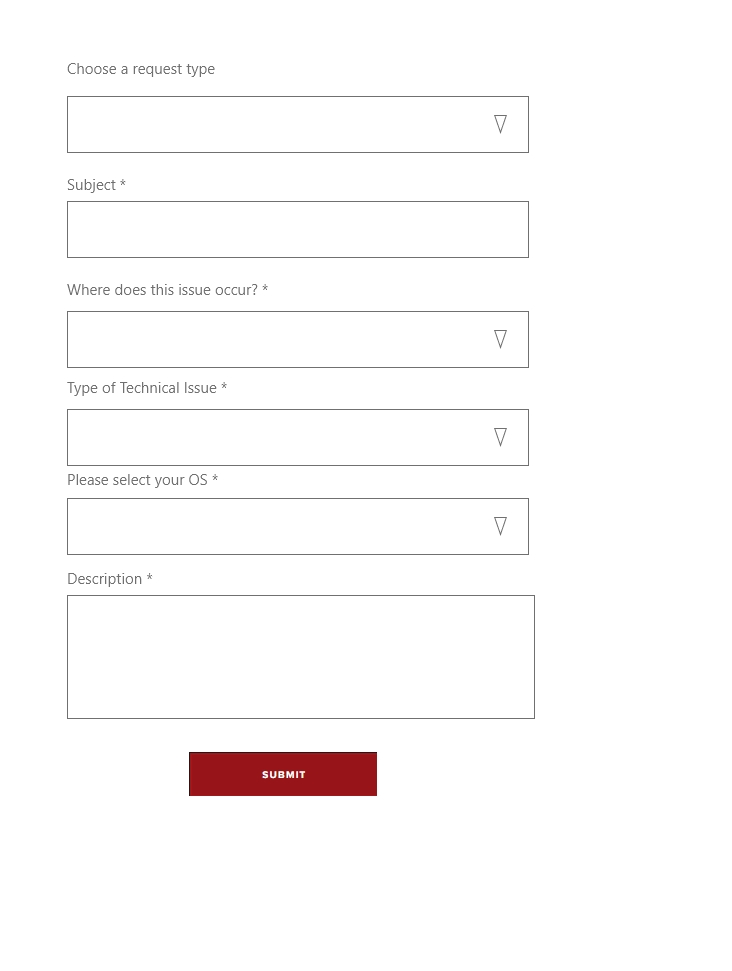 Choose a request type
Subject *
Where does this issue occur? *
Type of Technical Issue *
Please select your OS *
Description *
SUBMIT